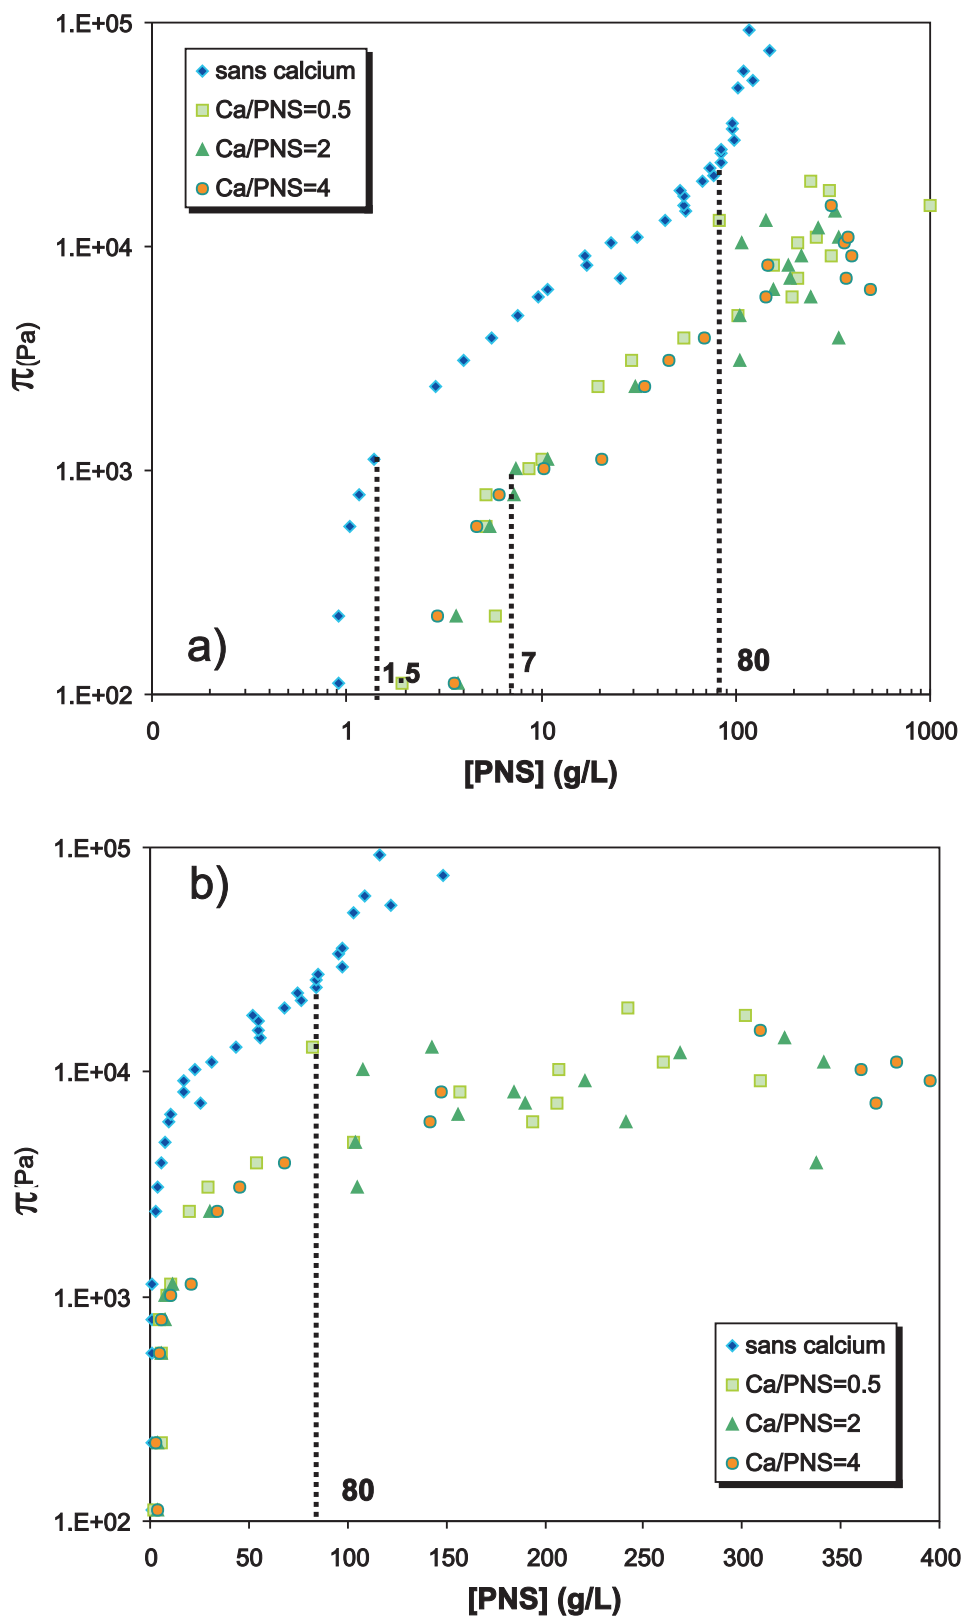 1.E+05
sans calcium
Ca/PNS=0.5
Ca/PNS=2
Ca/PNS=4
1.E+04
π(Pa)
1.E+03
a)
1.5
7
80
1.E+02
0 1 10 100 1000
[PNS] (g/L)
1.E+05
b)
1.E+04
π(Pa)
1.E+03
sans calcium
Ca/PNS=0.5
Ca/PNS=2
Ca/PNS=4
80
1.E+02
0 50 100 150 200 250 300 350 400
[PNS] (g/L)